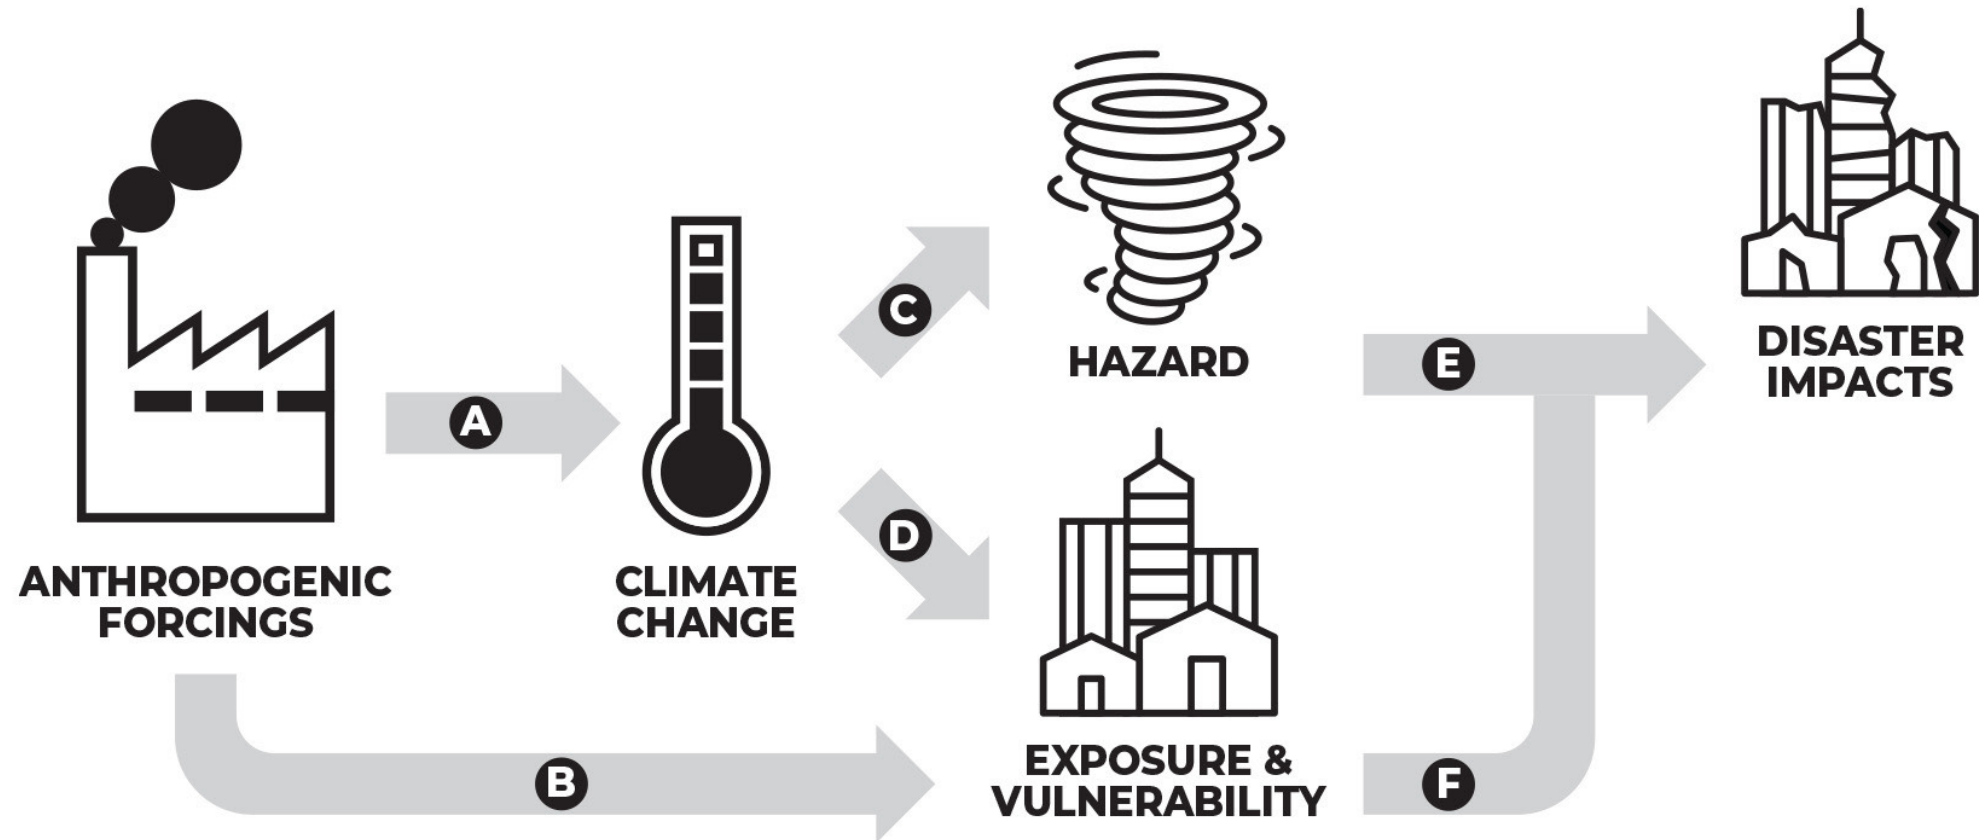 ANTHROPOGENIC
FORCINGS
A
CLIMATE
CHANGE
B
C
D
HAZARD
EXPOSURE &
VULNERABILITY
E
F
DISASTER
IMPACTS